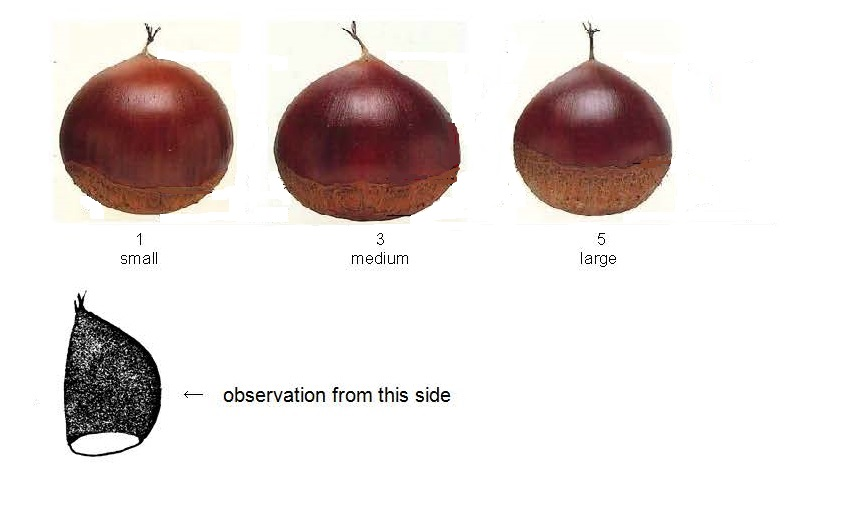 1 3 5
small medium large
← observation from this side